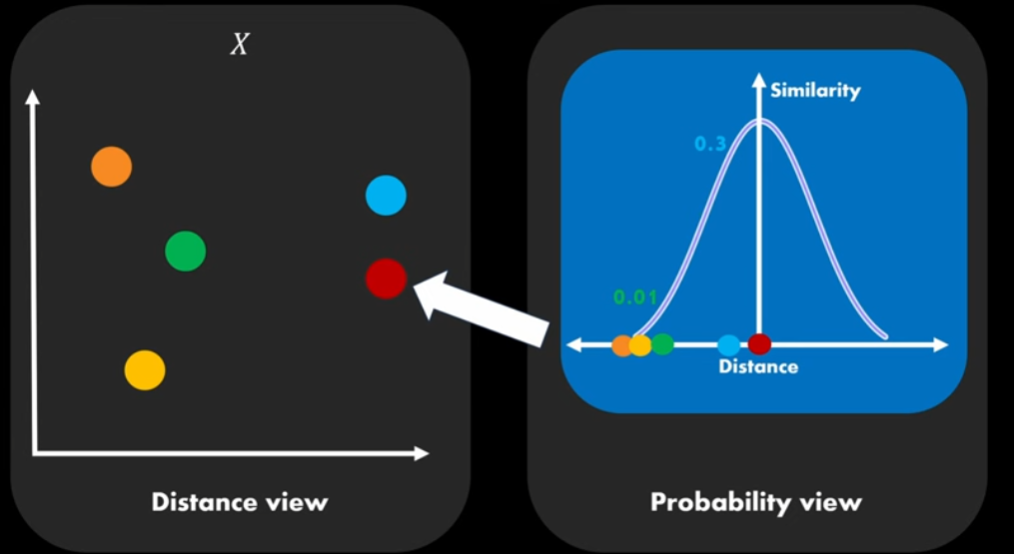 X
Distance view
Similarity
0.3
0.01
Distance
Probability view